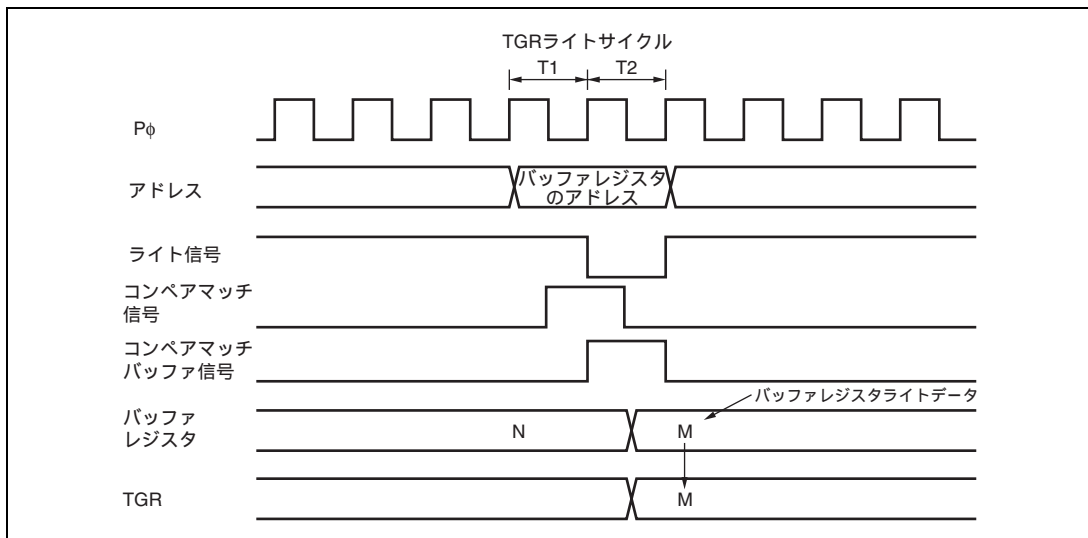 TGRライトサイクル
T1 T2
Pφ
アドレス
バッファレジスタ
のアドレス
ライト信号
コンペアマッチ
信号
コンペアマッチ
バッファ信号
バッファレジスタライトデータ
バッファ
レジスタ
N M
TGR
M